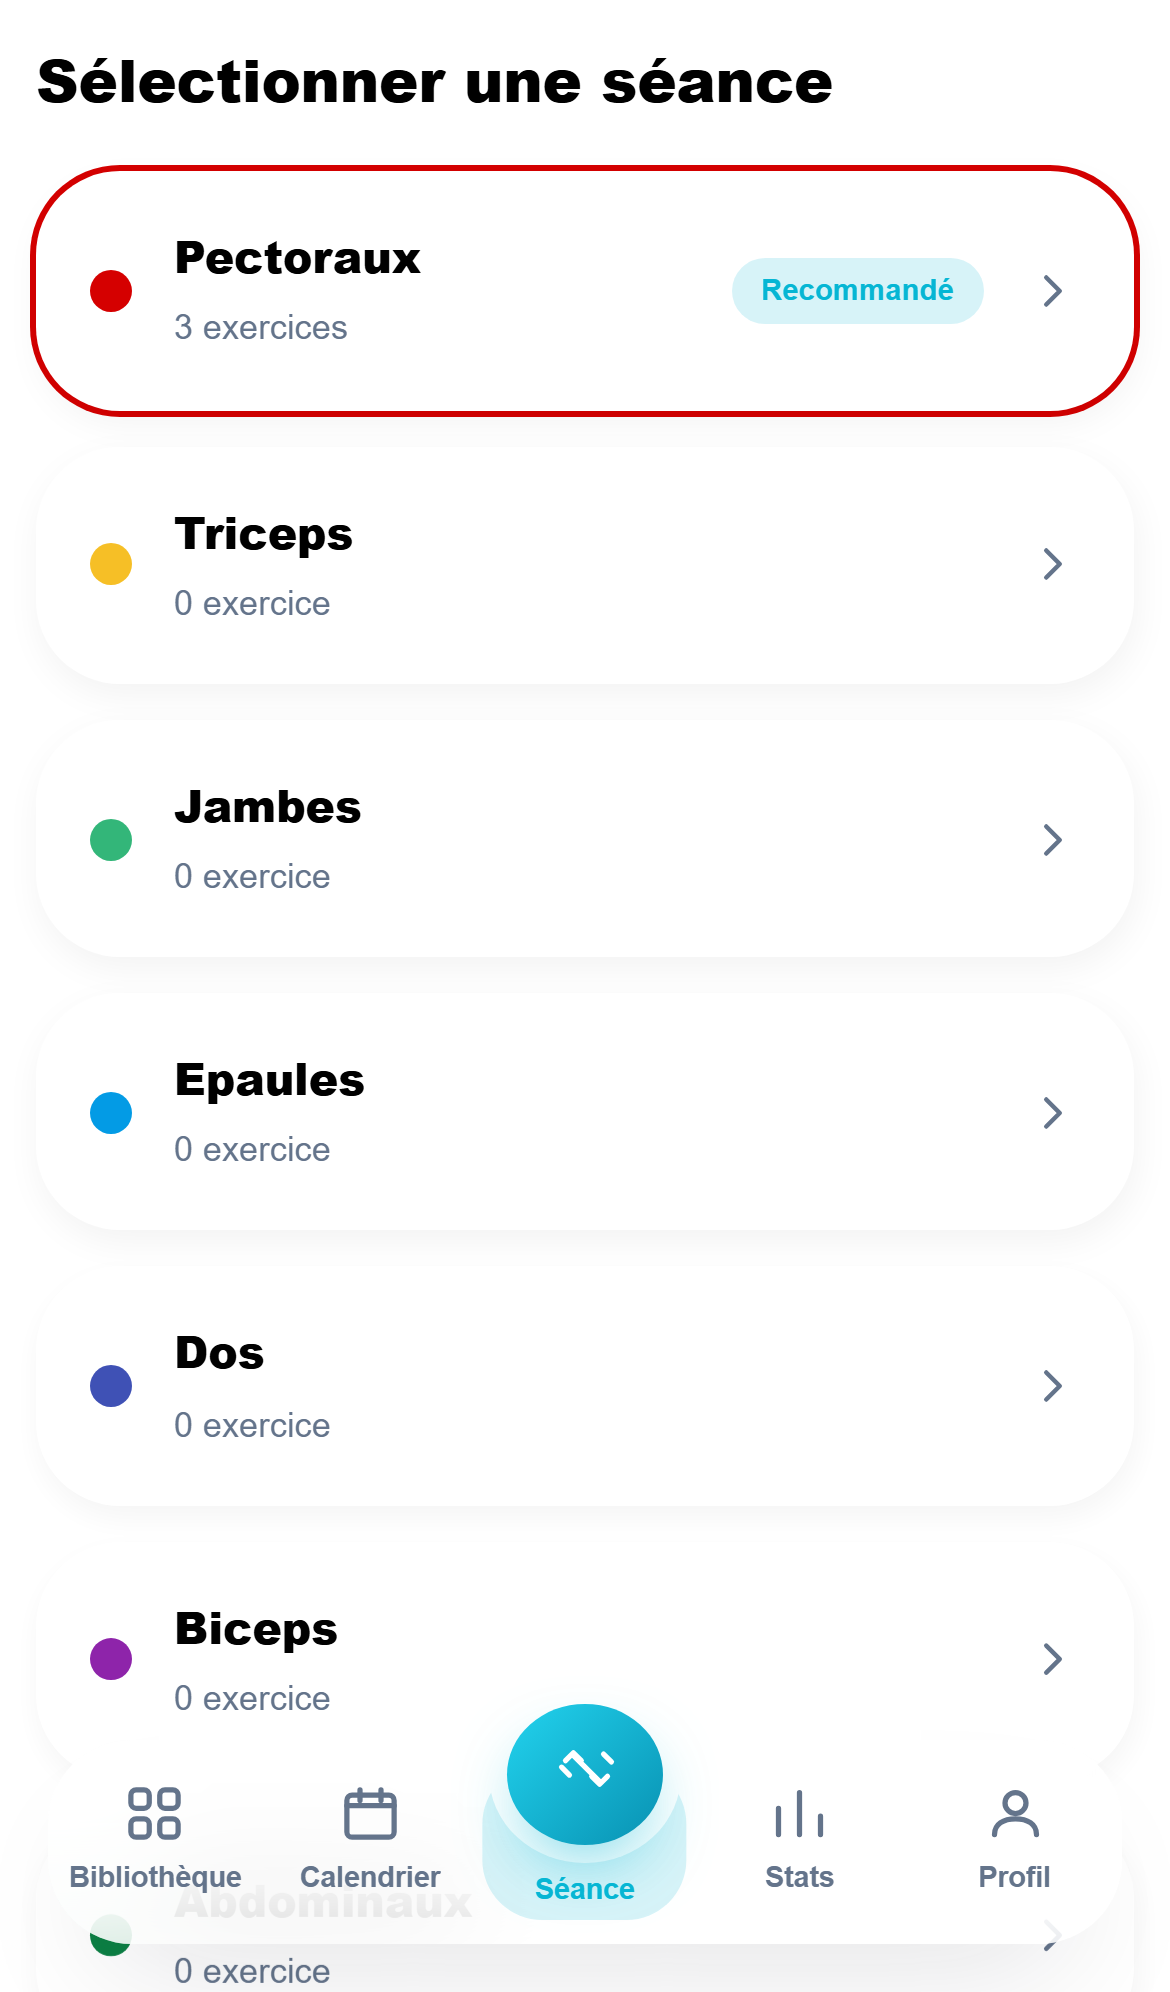 Sélectionner une séance
Pectoraux
3 exercices
Recommandé
Triceps
0 exercice
Jambes
0 exercice
Epaules
0 exercice
Dos
0 exercice
Biceps
0 exercice
Bibliothèque
Calendrier
Séance
Stats
Profil
Abdominaux
0 exercice